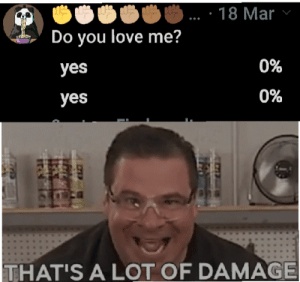 ✊✊🏻✊🏼✊🏽✊🏾... · 18 Mar
Do you love me?
yes 0%
yes 0%
THAT'S A LOT OF DAMAGE